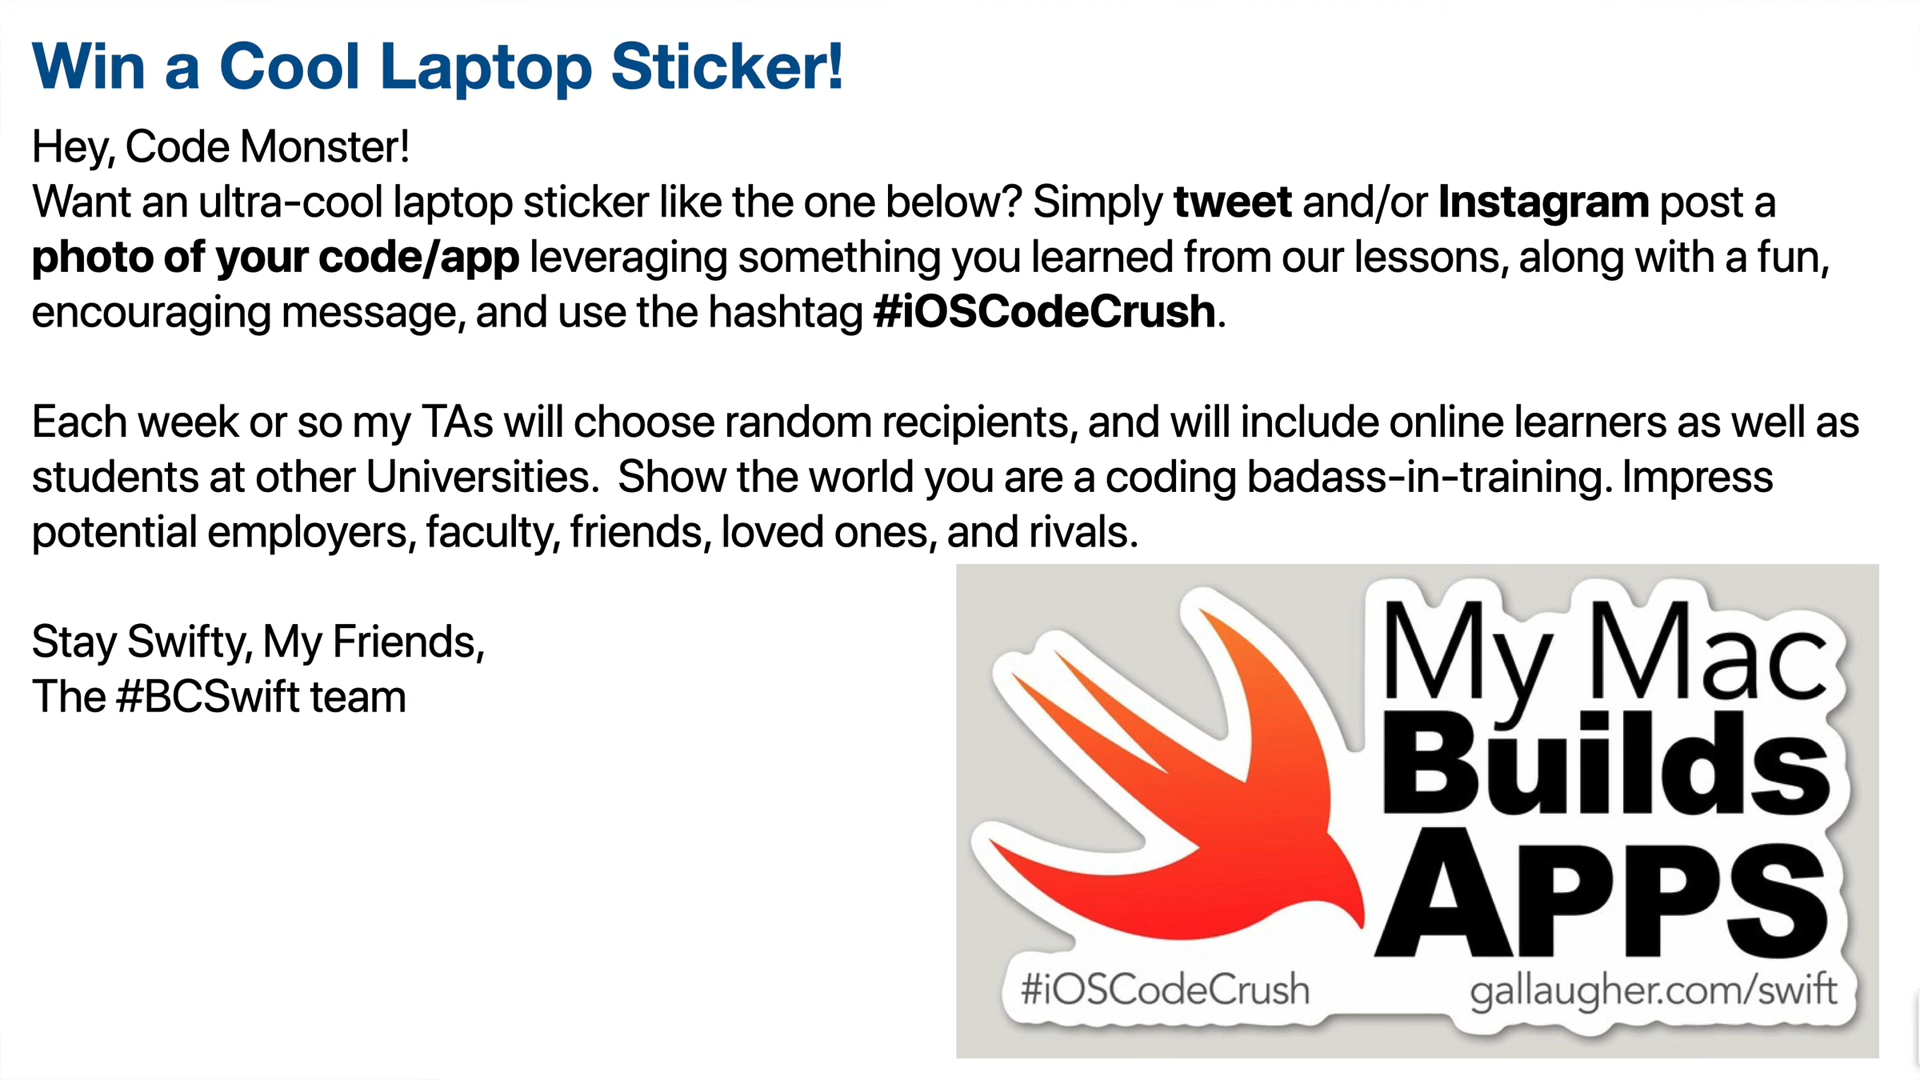 Win a Cool Laptop Sticker!
Hey, Code Monster!
Want an ultra-cool laptop sticker like the one below? Simply tweet and/or Instagram post a
photo of your code/app leveraging something you learned from our lessons, along with a fun,
encouraging message, and use the hashtag #iOSCodeCrush.
Each week or so my TAs will choose random recipients, and will include online learners as well as
students at other Universities.  Show the world you are a coding badass-in-training. Impress
potential employers, faculty, friends, loved ones, and rivals.
Stay Swifty, My Friends,
The #BCSwift team
My Mac
Builds
APPS
#iOSCodeCrush
gallaugher.com/swift